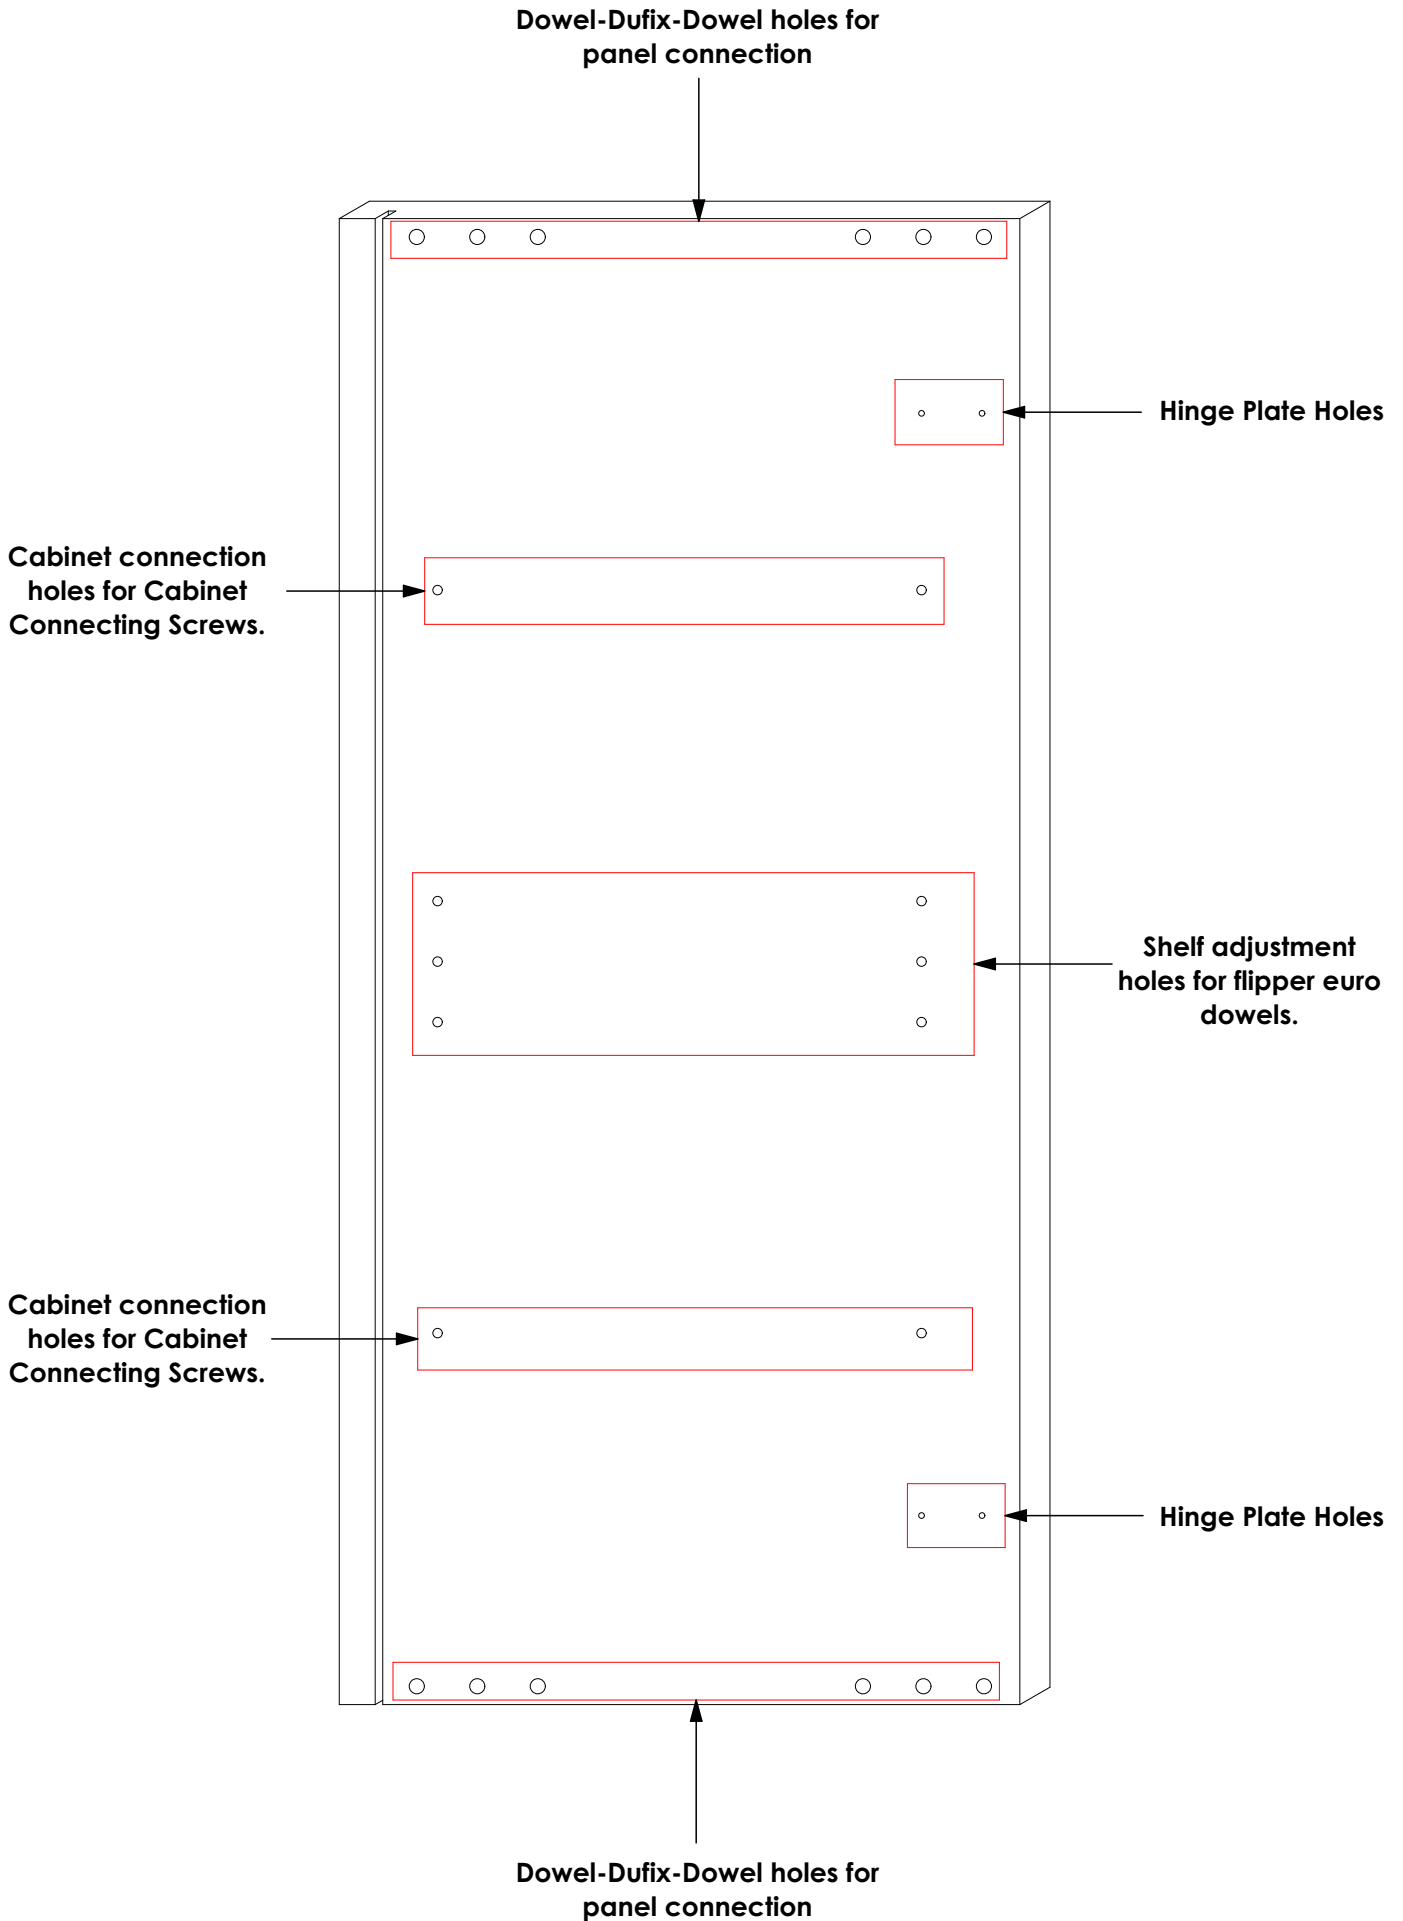 Dowel-Dufix-Dowel holes for
panel connection
Hinge Plate Holes
Cabinet connection
holes for Cabinet
Connecting Screws.
Shelf adjustment
holes for flipper euro
dowels.
Cabinet connection
holes for Cabinet
Connecting Screws.
Hinge Plate Holes
Dowel-Dufix-Dowel holes for
panel connection